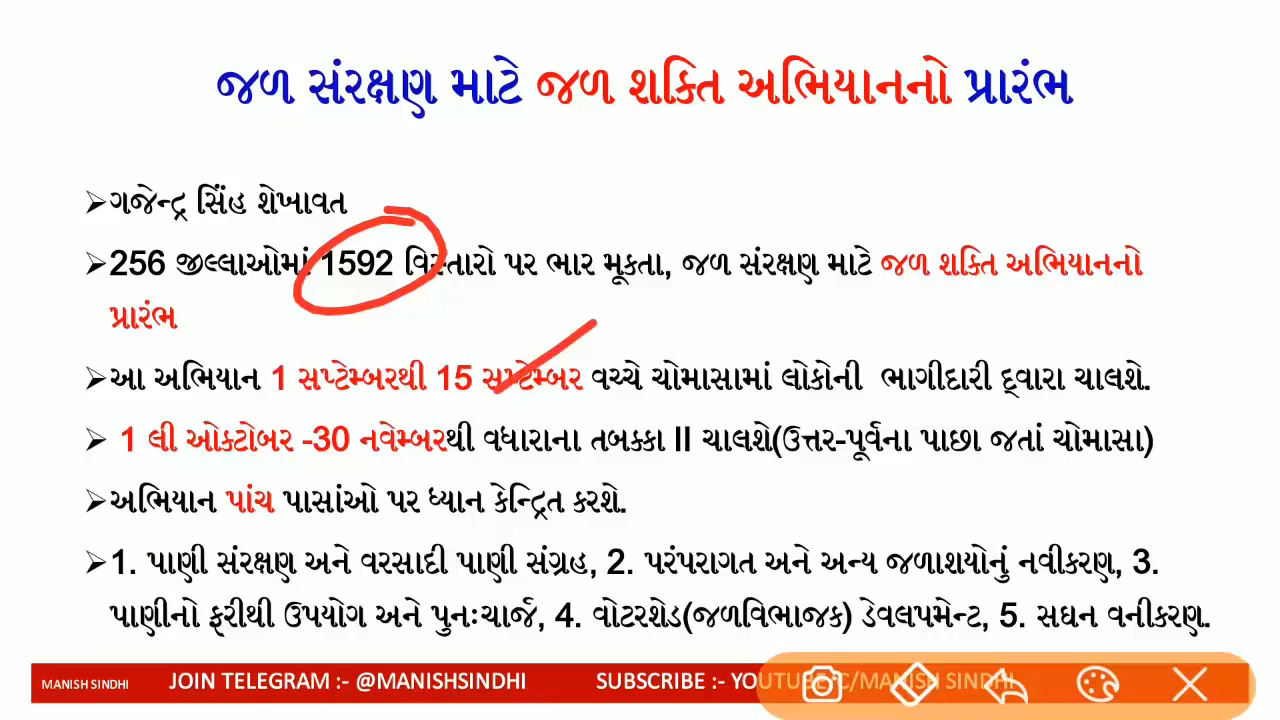 જળ સંરક્ષણ માટે જળ શક્તિ અભિયાનનો પ્રારંભ
➢ગજેન્દ્ર સિંહ શેખાવત
➢256 જીલ્લાઓમાં 1592 વિસ્તારો પર ભાર મૂકતા, જળ સંરક્ષણ માટે જળ શક્તિ અભિયાનનો
પ્રારંભ
➢આ અભિયાન 1 સપ્ટેમ્બરથી 15 સપ્ટેમ્બર વચ્ચે ચોમાસામાં લોકોની ભાગીદારી દ્વારા ચાલશે.
➢ 1 લી ઓક્ટોબર -30 નવેમ્બરથી વધારાના તબક્કા II ચાલશે(ઉત્તર-પૂર્વના પાછા જતાં ચોમાસા)
➢અભિયાન પાંચ પાસાંઓ પર ધ્યાન કેન્દ્રિત કરશે.
➢1. પાણી સંરક્ષણ અને વરસાદી પાણી સંગ્રહ, 2. પરંપરાગત અને અન્ય જળાશયોનું નવીકરણ, 3.
પાણીનો ફરીથી ઉપયોગ અને પુનઃચાર્જ, 4. વોટરશેડ(જળવિભાજક) ડેવલપમેન્ટ, 5. સઘન વનીકરણ.
MANISH SINDHI JOIN TELEGRAM :- @MANISHSINDHI SUBSCRIBE :- YOUTUBE/C/MANISH SINDHI